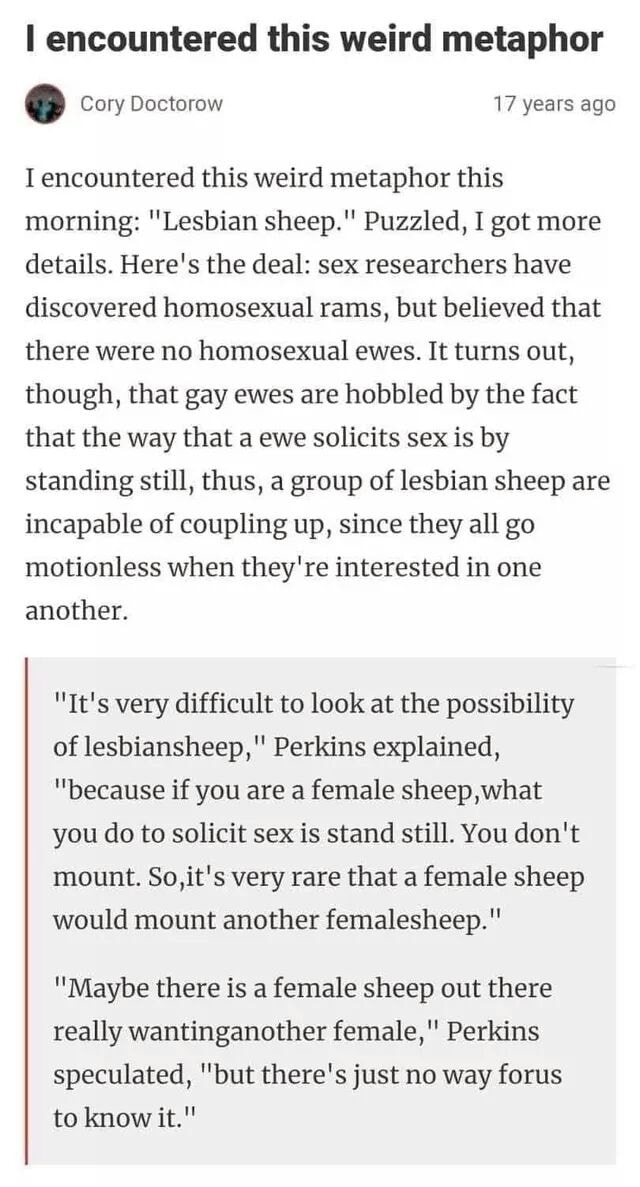 I encountered this weird metaphor
Cory Doctorow
17 years ago
I encountered this weird metaphor this
morning: "Lesbian sheep." Puzzled, I got more
details. Here's the deal: sex researchers have
discovered homosexual rams, but believed that
there were no homosexual ewes. It turns out,
though, that gay ewes are hobbled by the fact
that the way that a ewe solicits sex is by
standing still, thus, a group of lesbian sheep are
incapable of coupling up, since they all go
motionless when they're interested in one
another.
"It's very difficult to look at the possibility
of lesbiansheep," Perkins explained,
"because if you are a female sheep,what
you do to solicit sex is stand still. You don't
mount. So,it's very rare that a female sheep
would mount another femalesheep."
"Maybe there is a female sheep out there
really wantinganother female," Perkins
speculated, "but there's just no way forus
to know it."